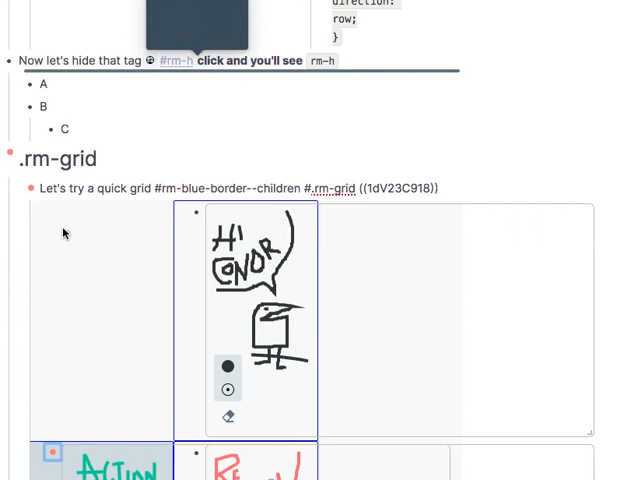 direction:
row;
}
Now let's hide that tag #rm-h click and you'll see rm-h
A
B
C
.rm-grid
Let's try a quick grid #rm-blue-border--children #.rm-grid ((1dV23C918))
HI
CONOR
ACTION